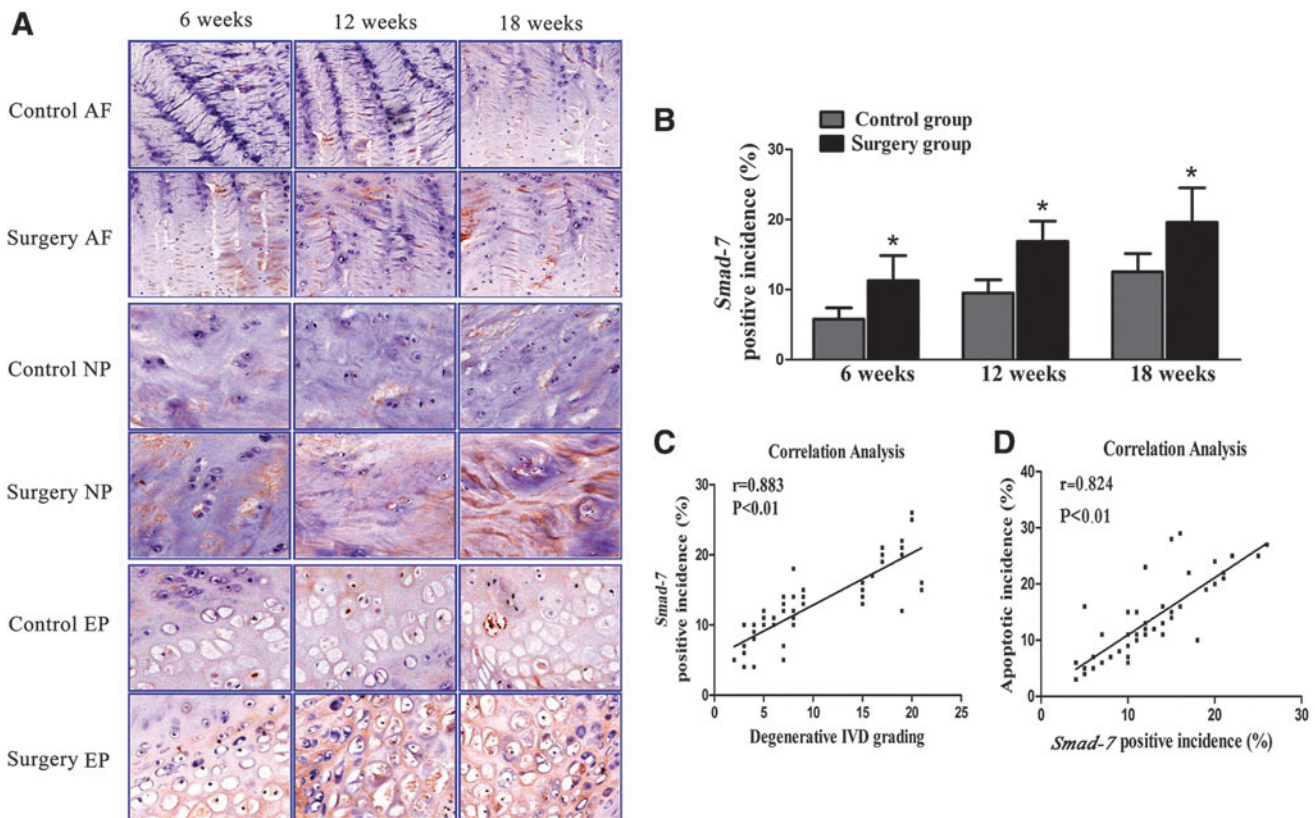 A
6 weeks
12 weeks
18 weeks
Control AF
Surgery AF
Control NP
Surgery NP
Control EP
Surgery EP
B
Control group
Surgery group
Smad-7
positive incidence (%)
30
20
10
0
*
*
*
6 weeks
12 weeks
18 weeks
C
Correlation Analysis
r=0.883
P<0.01
Smad-7
positive incidence (%)
30
20
10
0
0
5
10
15
20
25
Degenerative IVD grading
D
Correlation Analysis
r=0.824
P<0.01
Apoptotic incidence (%)
40
30
20
10
0
0
10
20
30
Smad-7 positive incidence (%)